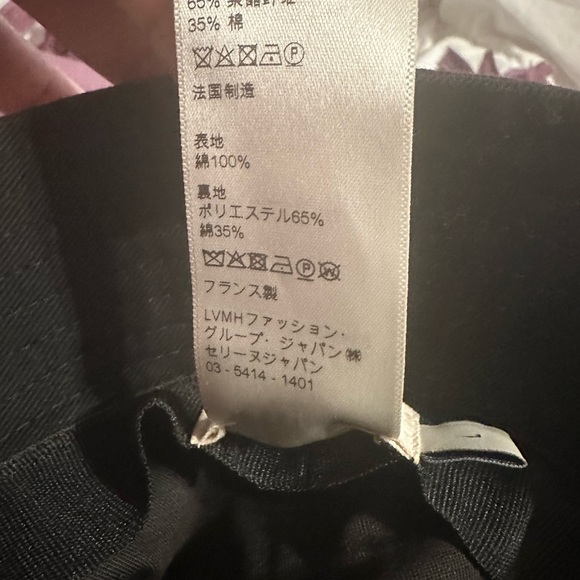 35% 棉
法国制造
表地
綿100%
裏地
ポリエステル65%
綿35%
フランス製
LVMHファッション・
グループ・ジャパン㈱
セリーヌジャパン
03-5414-1401